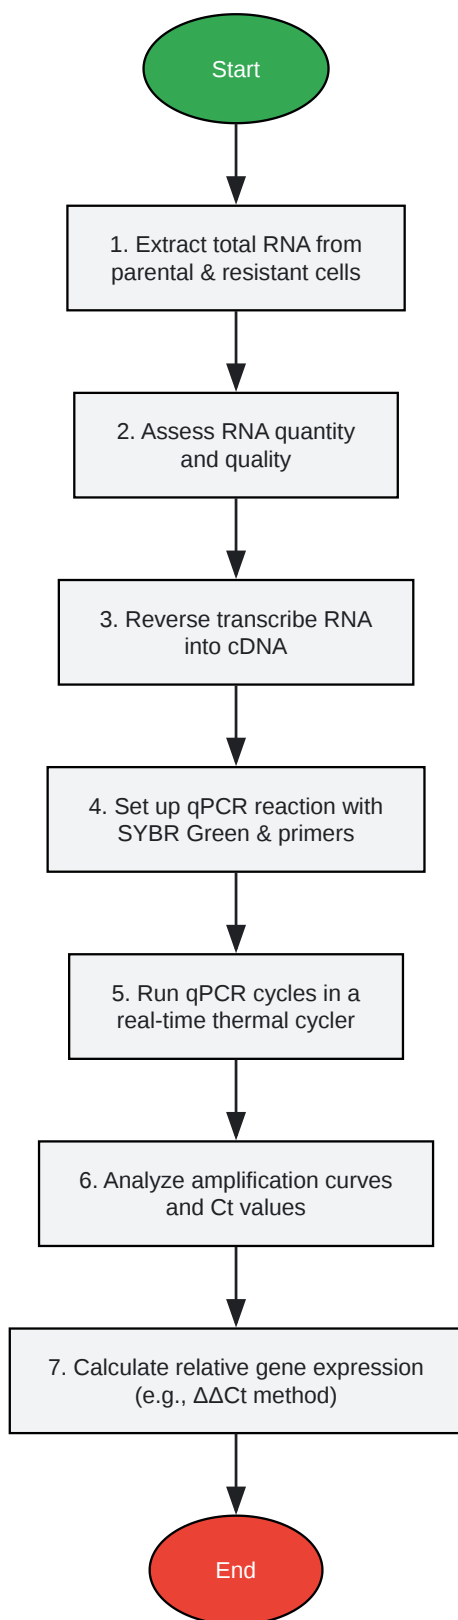 Start
1. Extract total RNA from
parental & resistant cells
2. Assess RNA quantity
and quality
3. Reverse transcribe RNA
into cDNA
4. Set up qPCR reaction with
SYBR Green & primers
5. Run qPCR cycles in a
real-time thermal cycler
6. Analyze amplification curves
and Ct values
7. Calculate relative gene expression
(e.g., ΔΔCt method)
End